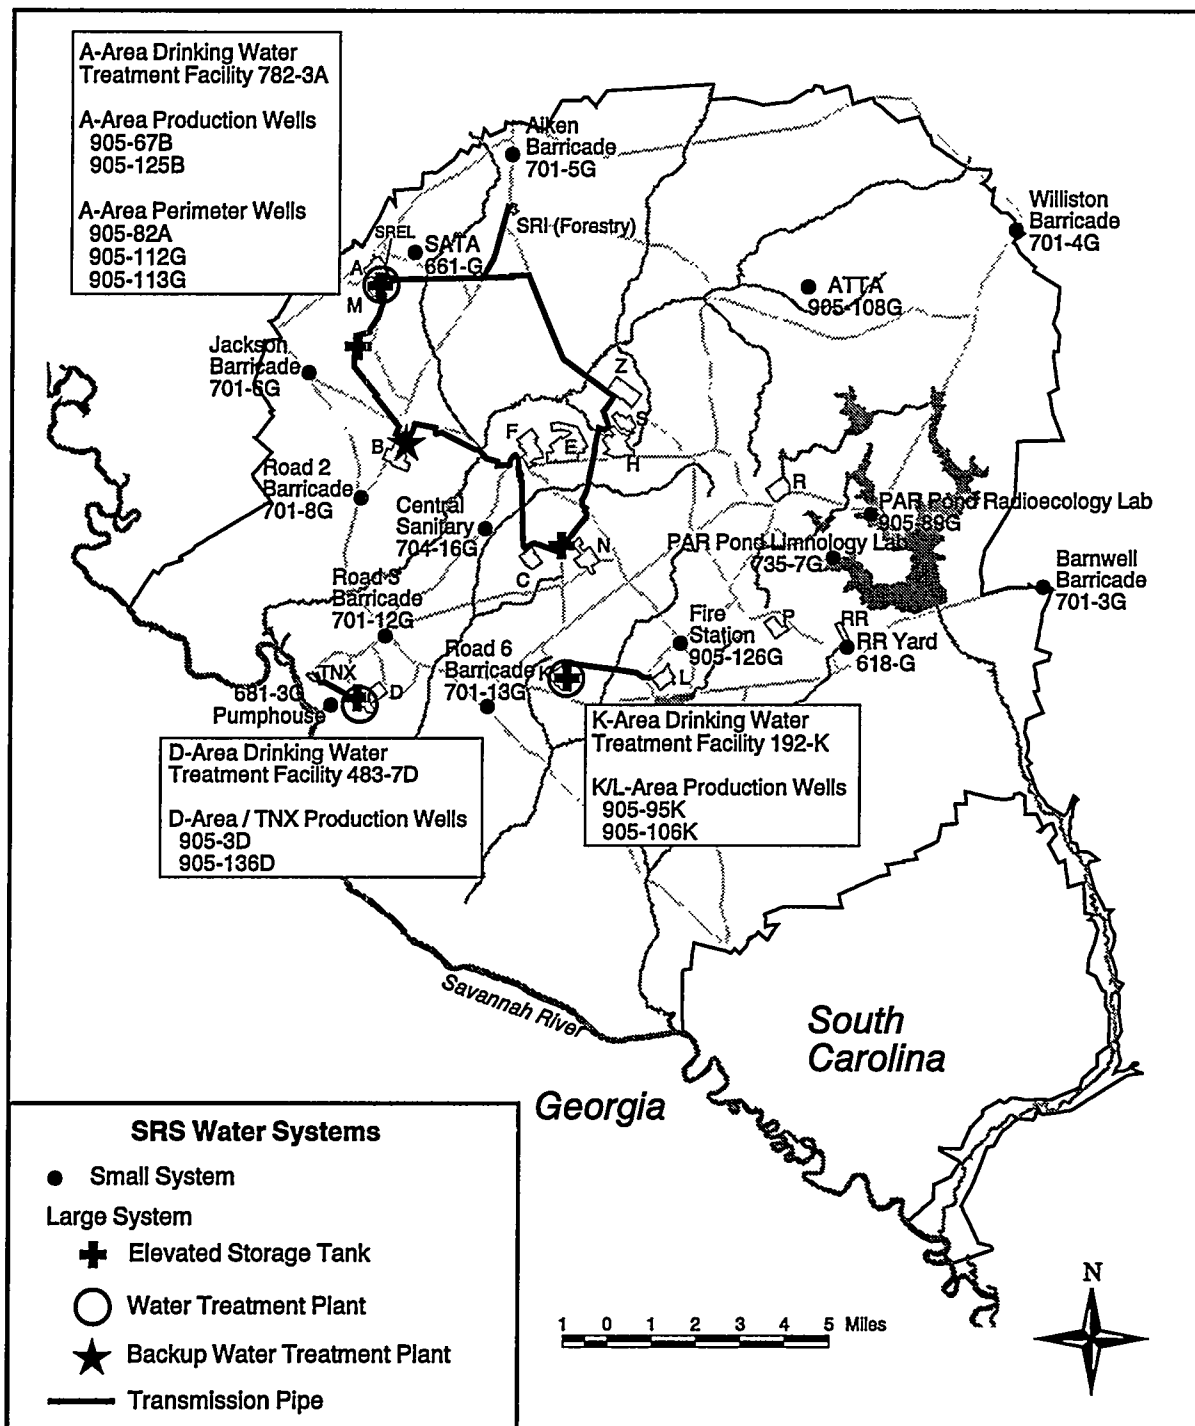 A-Area Drinking Water
Treatment Facility 782-3A
A-Area Production Wells
905-67B
905-125B
A-Area Perimeter Wells
905-82A
905-112G
905-113G
Aiken
Barricade
701-5G
SRI (Forestry)
SREL
SATA
661-G
A
M
Williston
Barricade
701-4G
ATTA
905-108G
Jackson
Barricade
701-6G
Z
S
F
E
H
B
R
Road 2
Barricade
701-8G
Central
Sanitary
704-16G
PAR Pond Radioecology Lab
905-89G
PAR Pond Limnology Lab
735-7G
N
C
Barnwell
Barricade
701-3G
Road 3
Barricade
701-12G
Fire
Station
905-126G
P
RR
RR Yard
618-G
Road 6
Barricade
701-13G
K
L
TNX
D
681-3G
Pumphouse
D-Area Drinking Water
Treatment Facility 483-7D
D-Area / TNX Production Wells
905-3D
905-136D
K-Area Drinking Water
Treatment Facility 192-K
K/L-Area Production Wells
905-95K
905-106K
Savannah River
South
Carolina
Georgia
SRS Water Systems
Small System
Large System
Elevated Storage Tank
Water Treatment Plant
Backup Water Treatment Plant
Transmission Pipe
1 0 1 2 3 4 5 Miles
N